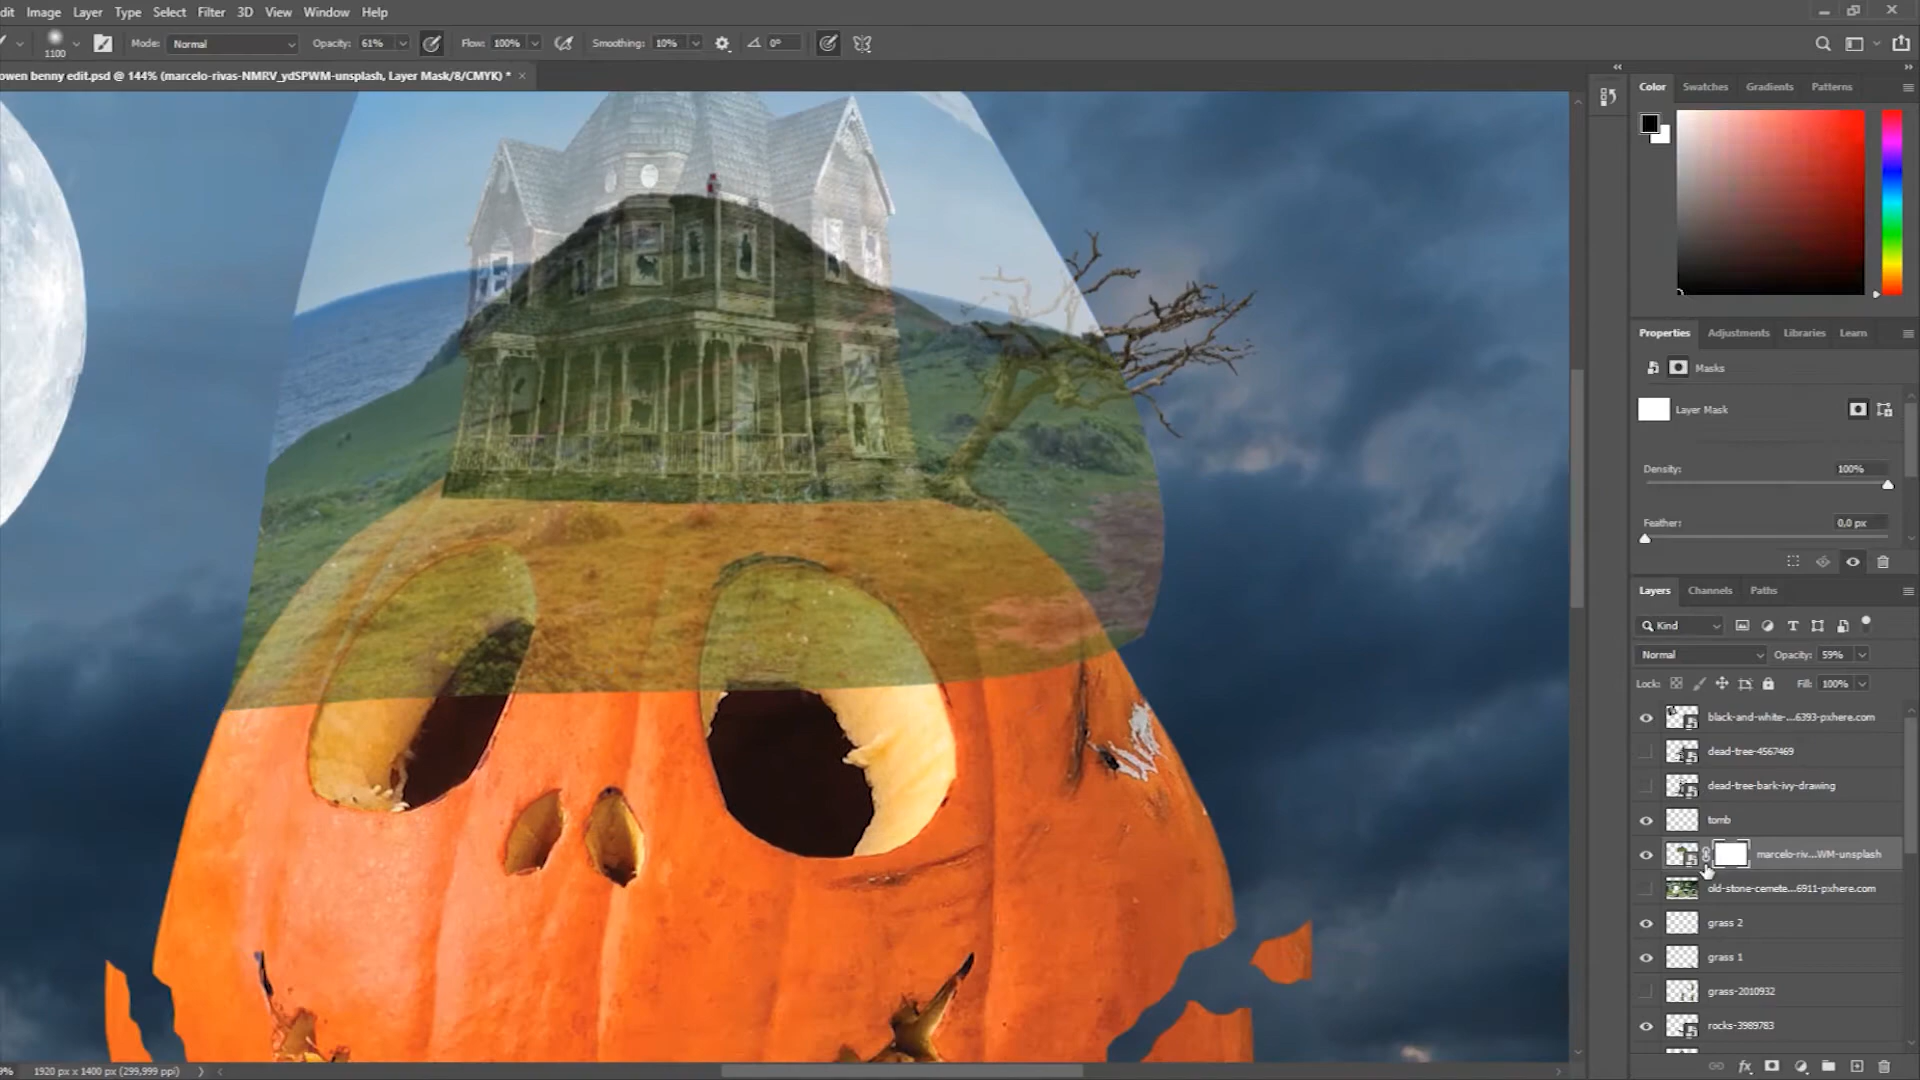 dit Image Layer Type Select Filter 3D View Window Help
1100 Mode: Normal Opacity: 61% Flow: 100% Smoothing: 10% 0°
owen benny edit.psd @ 144% (marcelo-rivas-NMRV_ydSPWM-unsplash, Layer Mask/8/CMYK) * ×
Color Swatches Gradients Patterns
Properties Adjustments Libraries Learn
Masks
Layer Mask
Density: 100%
Feather: 0,0 px
Layers Channels Paths
Kind
Normal Opacity: 59%
Lock: Fill: 100%
black-and-white-...6393-pxhere.com
dead-tree-4567469
dead-tree-bark-ivy-drawing
tomb
marcelo-riv...WM-unsplash
old-stone-cemete...6911-pxhere.com
grass 2
grass 1
grass-2010932
rocks-3989783
9% 1920 px x 1400 px (299,999 ppi)
fx